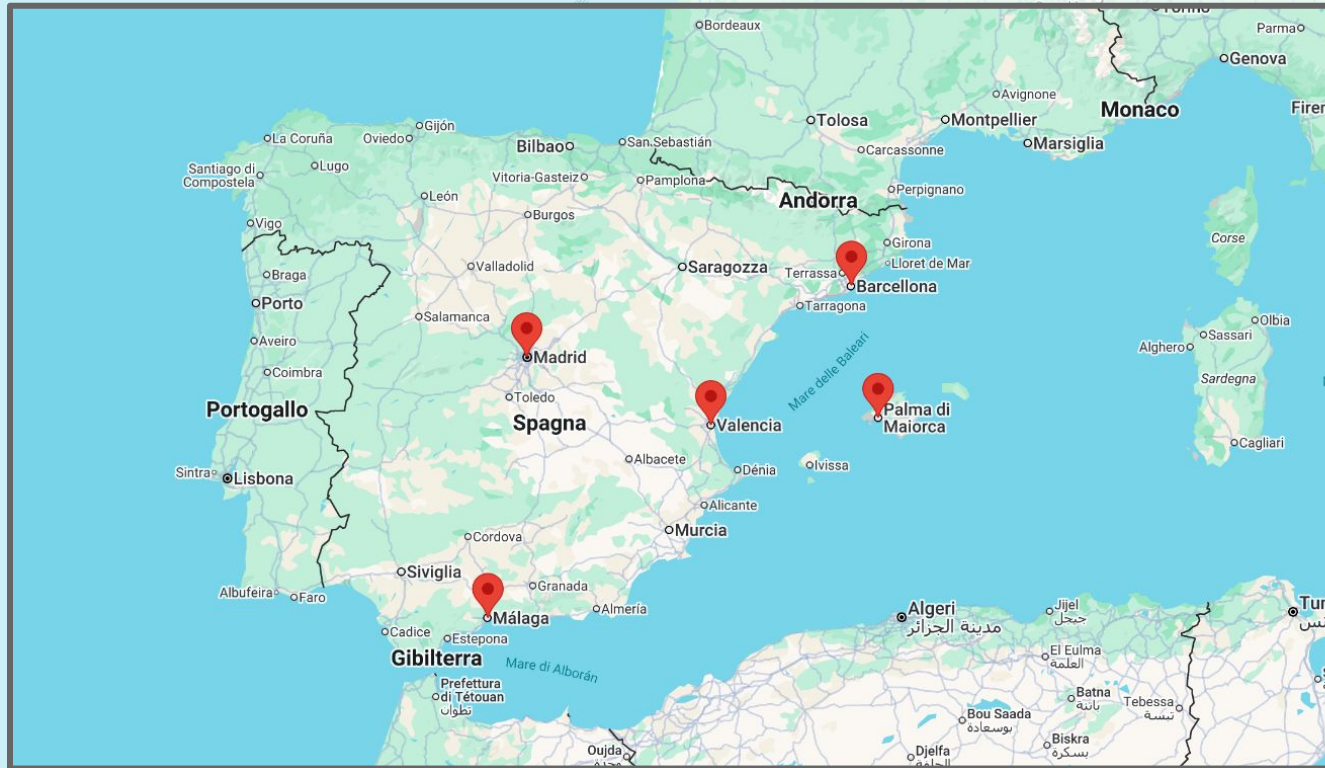 Torino
Bordeaux
Parma
Genova
Avignone
Monaco
Tolosa
Montpellier
Marsiglia
Carcassonne
La Coruña
Oviedo
Gijón
Bilbao
San Sebastián
Santiago di
Compostela
Lugo
Vitoria-Gasteiz
Pamplona
León
Andorra
Perpignano
Vigo
Burgos
Girona
Corse
Braga
Valladolid
Saragozza
Terrassa
Lloret de Mar
Barcellona
Porto
Salamanca
Tarragona
Olbia
Sassari
Aveiro
Madrid
Alghero
Coimbra
Mare delle Baleari
Sardegna
Toledo
Portogallo
Spagna
Valencia
Palma di
Maiorca
Cagliari
Albacete
Ivissa
Dénia
Sintra
Lisbona
Alicante
Murcia
Cordova
Siviglia
Granada
Albufeira
Faro
Almería
Málaga
Algeri
مدينة الجزائر
Jijel
جيجل
Cadice
Estepona
Gibilterra
Mare di Alborán
El Eulma
العلمة
Prefettura
di Tétouan
تطوان
Batna
باتنة
Tebessa
تبسة
Bou Saada
بوسعادة
Biskra
بسكرة
Oujda
Djelfa